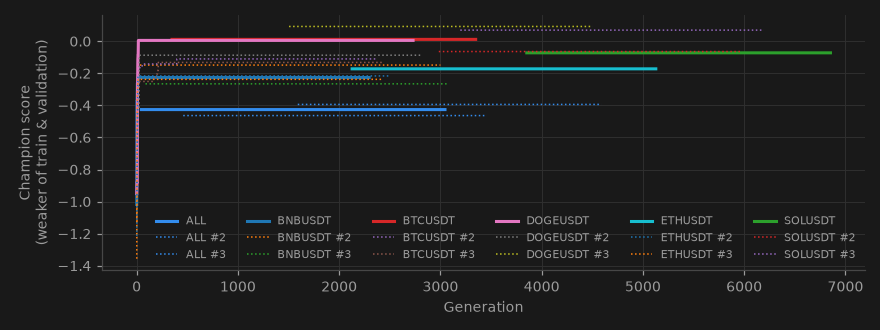 Champion score
(weaker of train & validation)
0.0
−0.2
−0.4
−0.6
−0.8
−1.0
−1.2
−1.4
ALL BNBUSDT BTCUSDT DOGEUSDT ETHUSDT SOLUSDT
ALL #2 BNBUSDT #2 BTCUSDT #2 DOGEUSDT #2 ETHUSDT #2 SOLUSDT #2
ALL #3 BNBUSDT #3 BTCUSDT #3 DOGEUSDT #3 ETHUSDT #3 SOLUSDT #3
0 1000 2000 3000 4000 5000 6000 7000
Generation